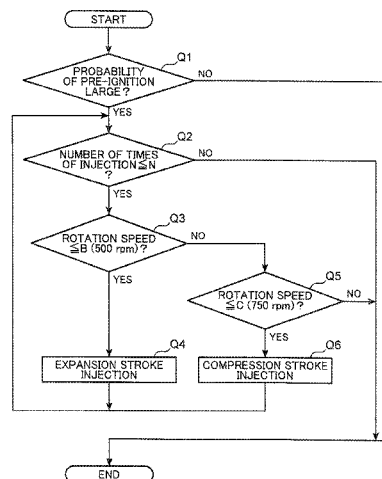 START
Q1
PROBABILITY
OF PRE-IGNITION
LARGE?
NO
YES
Q2
NUMBER OF TIMES
OF INJECTION≦N
?
NO
YES
Q3
ROTATION SPEED
≦B (500 rpm)?
NO
YES
Q5
ROTATION SPEED
≦C (750 rpm)?
NO
YES
Q4
EXPANSION STROKE
INJECTION
Q6
COMPRESSION STROKE
INJECTION
END